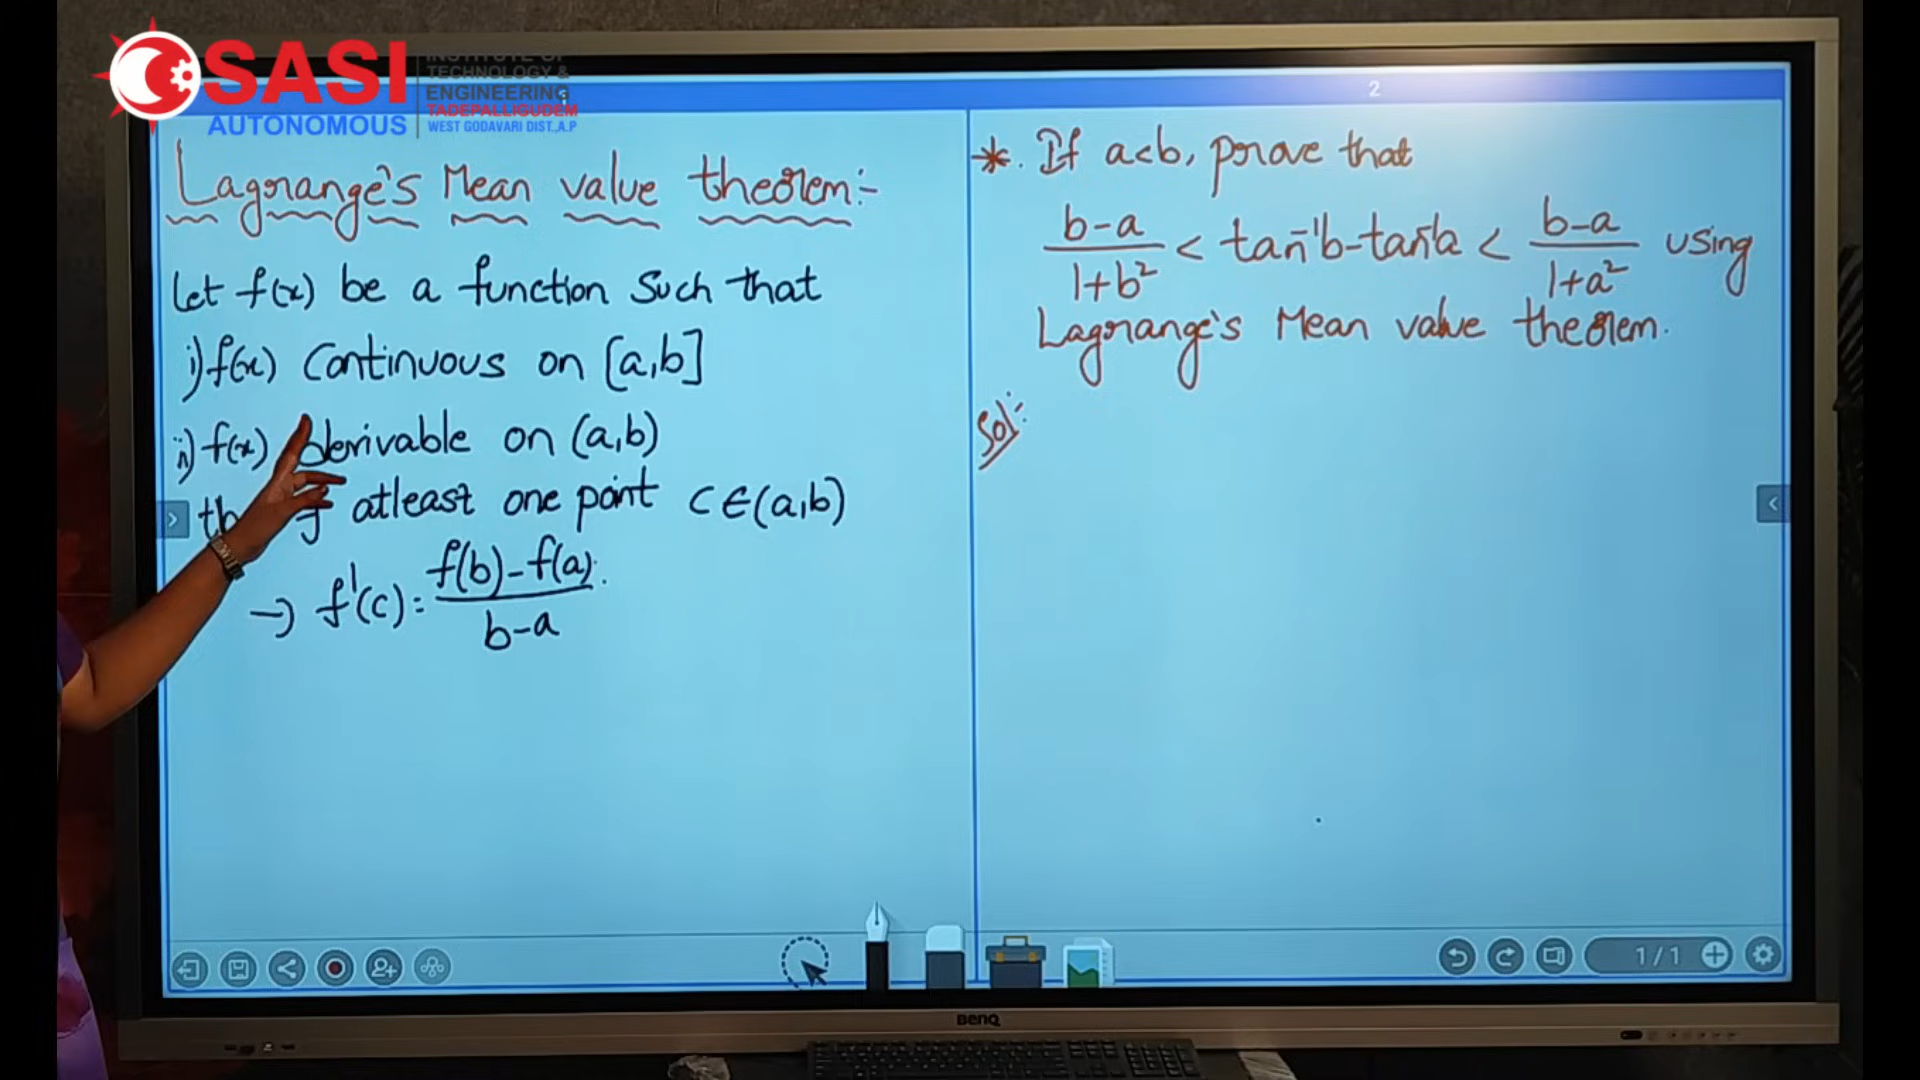 SASI
AUTONOMOUS
INSTITUTE OF
TECHNOLOGY &
ENGINEERING
TADEPALLIGUDEM
WEST GODAVARI DIST.,A.P
Lagrange's Mean value theorem:-
Let f(x) be a function Such that
i) f(x) Continuous on [a,b]
ii) f(x) Derivable on (a,b)
atleast one point c∈(a,b)
→ f'(c) = f(b)-f(a) / b-a
2
*. If a<b, prove that
b-a / 1+b² < tan⁻¹b-tan⁻¹a < b-a / 1+a² using
Lagrange's Mean value theorem.
Sol:-
1/1
BenQ